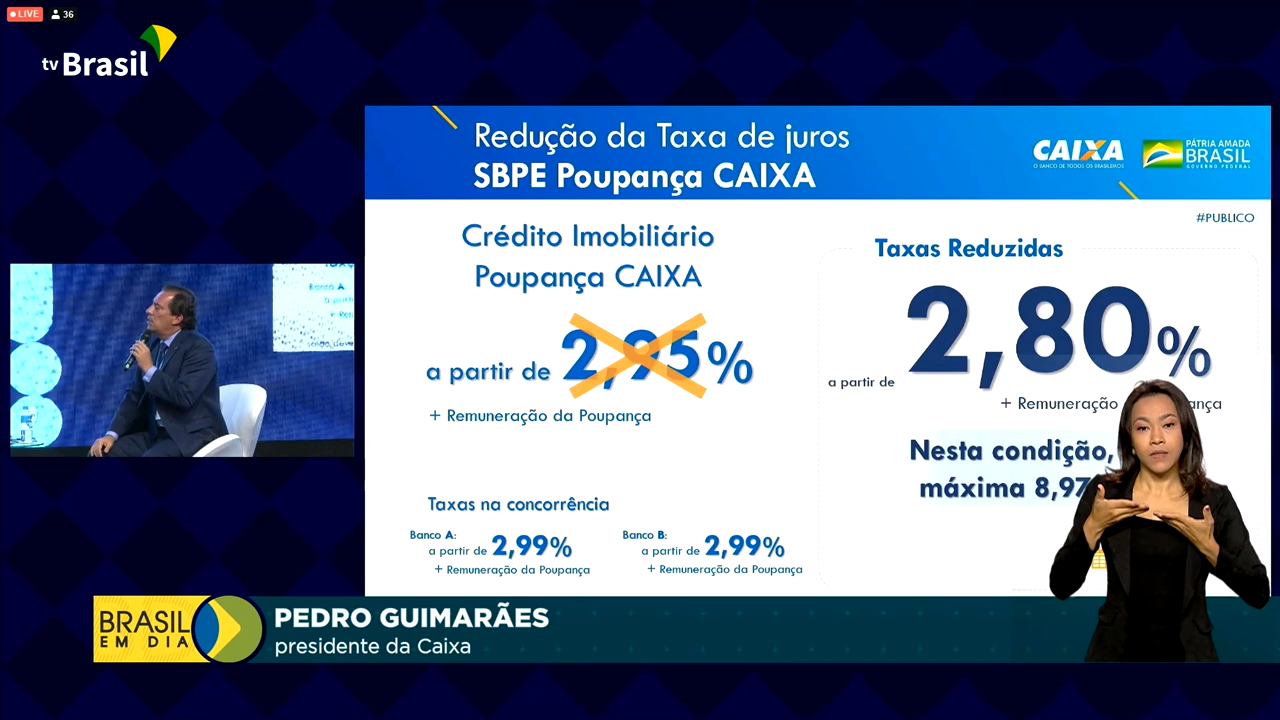 LIVE 36
tv Brasil
Redução da Taxa de juros
SBPE Poupança CAIXA
CAIXA
O BANCO DE TODOS OS BRASILEIROS
PÁTRIA AMADA
BRASIL
GOVERNO FEDERAL
#PUBLICO
Crédito Imobiliário
Poupança CAIXA
a partir de 2,95%
+ Remuneração da Poupança
Taxas na concorrência
Banco A:
a partir de 2,99%
+ Remuneração da Poupança
Banco B:
a partir de 2,99%
+ Remuneração da Poupança
Taxas Reduzidas
2,80%
a partir de
+ Remuneração
Nesta condição,
máxima 8,97
Banco A:
BRASIL
EM DIA
PEDRO GUIMARÃES
presidente da Caixa